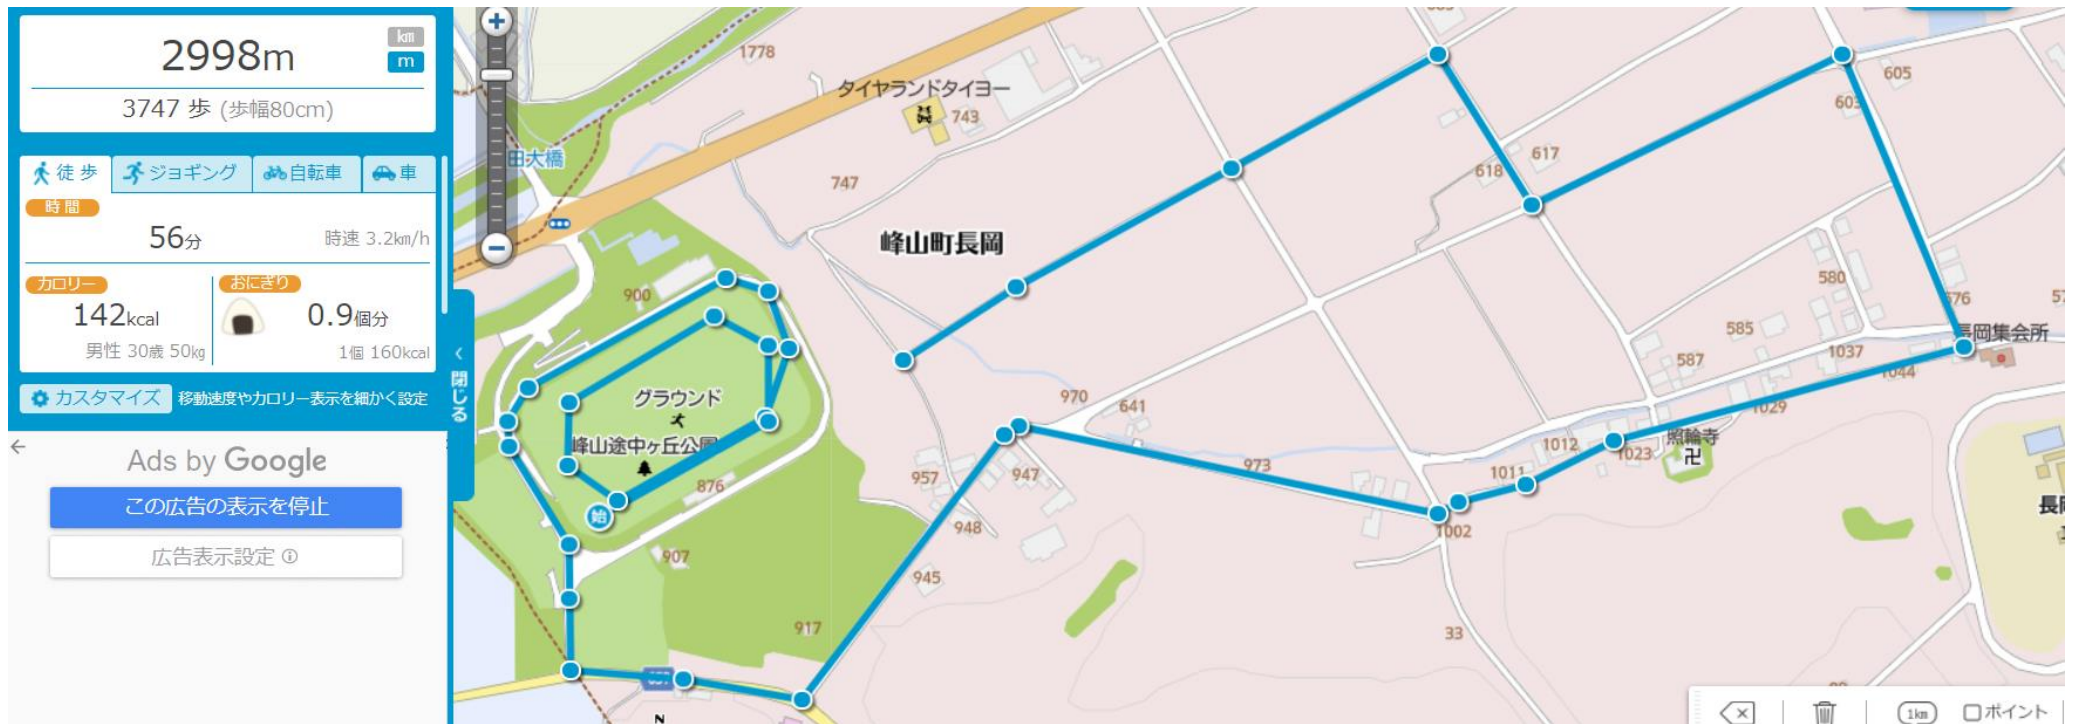 2998m
km
m
3747 歩 (歩幅80cm)
徒歩
ジョギング
自転車
車
時間
56分
時速 3.2km/h
カロリー
142kcal
男性 30歳 50kg
おにぎり
0.9個分
1個 160kcal
カスタマイズ
移動速度やカロリー表示を細かく設定
Ads by Google
この広告の表示を停止
広告表示設定
閉じる
1778
タイヤランドタイヨー
743
田大橋
747
峰山町長岡
900
グラウンド
峰山途中ヶ丘公園
876
始
907
917
957
947
948
945
970
641
973
1002
33
1011
1012
1023
照輪寺
1029
1044
1037
587
585
580
576
長岡集会所
605
603
617
618
N
1km
ポイント